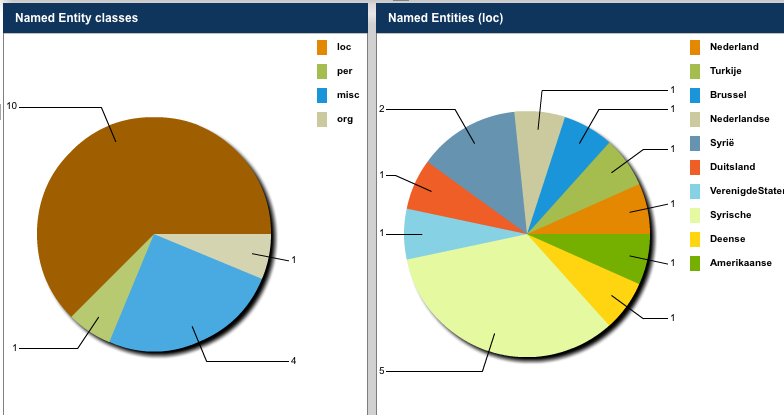 Named Entity classes
loc
per
misc
org
10
1
4
1
Named Entities (loc)
Nederland
Turkije
Brussel
Nederlandse
Syrië
Duitsland
VerenigdeStaten
Syrische
Deense
Amerikaanse
1
1
2
1
1
1
1
1
1
5